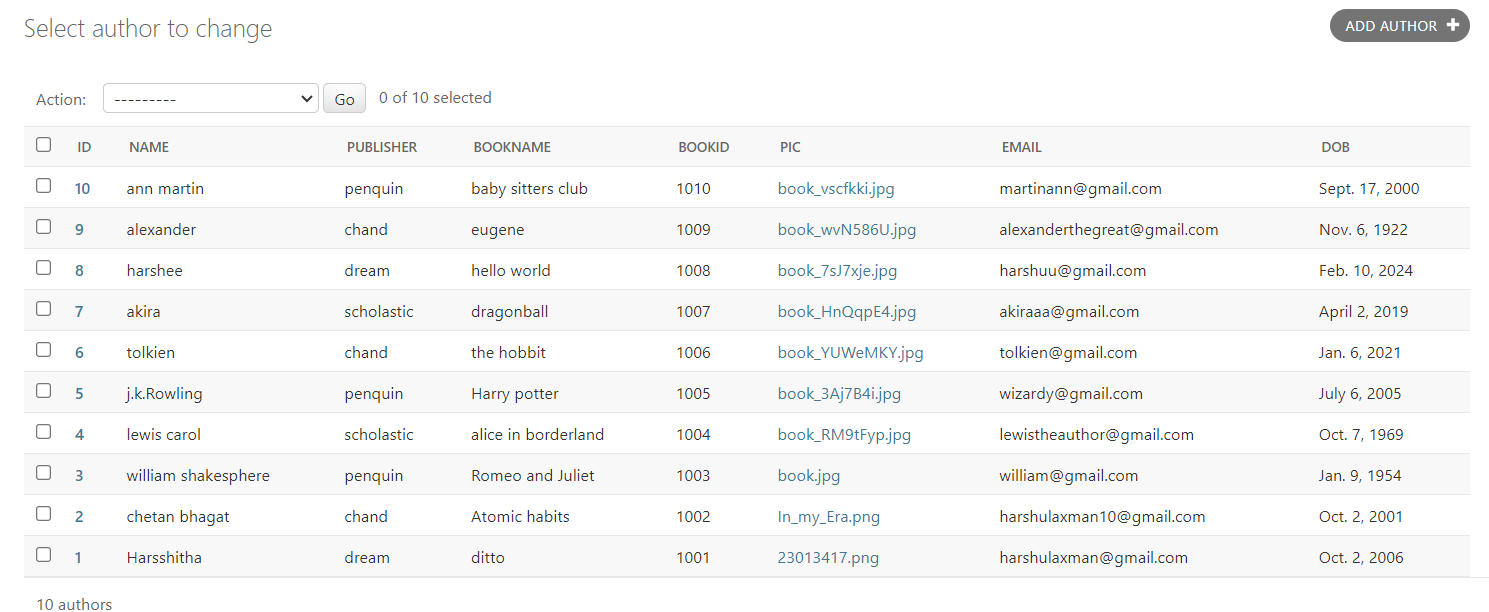 Select author to change
ADD AUTHOR +
Action: --------- Go 0 of 10 selected
ID NAME PUBLISHER BOOKNAME BOOKID PIC EMAIL DOB
10 ann martin penquin baby sitters club 1010 book_vscfkki.jpg martinann@gmail.com Sept. 17, 2000
9 alexander chand eugene 1009 book_wvN586U.jpg alexanderthegreat@gmail.com Nov. 6, 1922
8 harshee dream hello world 1008 book_7sJ7xje.jpg harshuu@gmail.com Feb. 10, 2024
7 akira scholastic dragonball 1007 book_HnQqpE4.jpg akiraaa@gmail.com April 2, 2019
6 tolkien chand the hobbit 1006 book_YUWeMKY.jpg tolkien@gmail.com Jan. 6, 2021
5 j.k.Rowling penquin Harry potter 1005 book_3Aj7B4i.jpg wizardy@gmail.com July 6, 2005
4 lewis carol scholastic alice in borderland 1004 book_RM9tFyp.jpg lewistheauthor@gmail.com Oct. 7, 1969
3 william shakesphere penquin Romeo and Juliet 1003 book.jpg william@gmail.com Jan. 9, 1954
2 chetan bhagat chand Atomic habits 1002 In_my_Era.png harshulaxman10@gmail.com Oct. 2, 2001
1 Harsshitha dream ditto 1001 23013417.png harshulaxman@gmail.com Oct. 2, 2006
10 authors